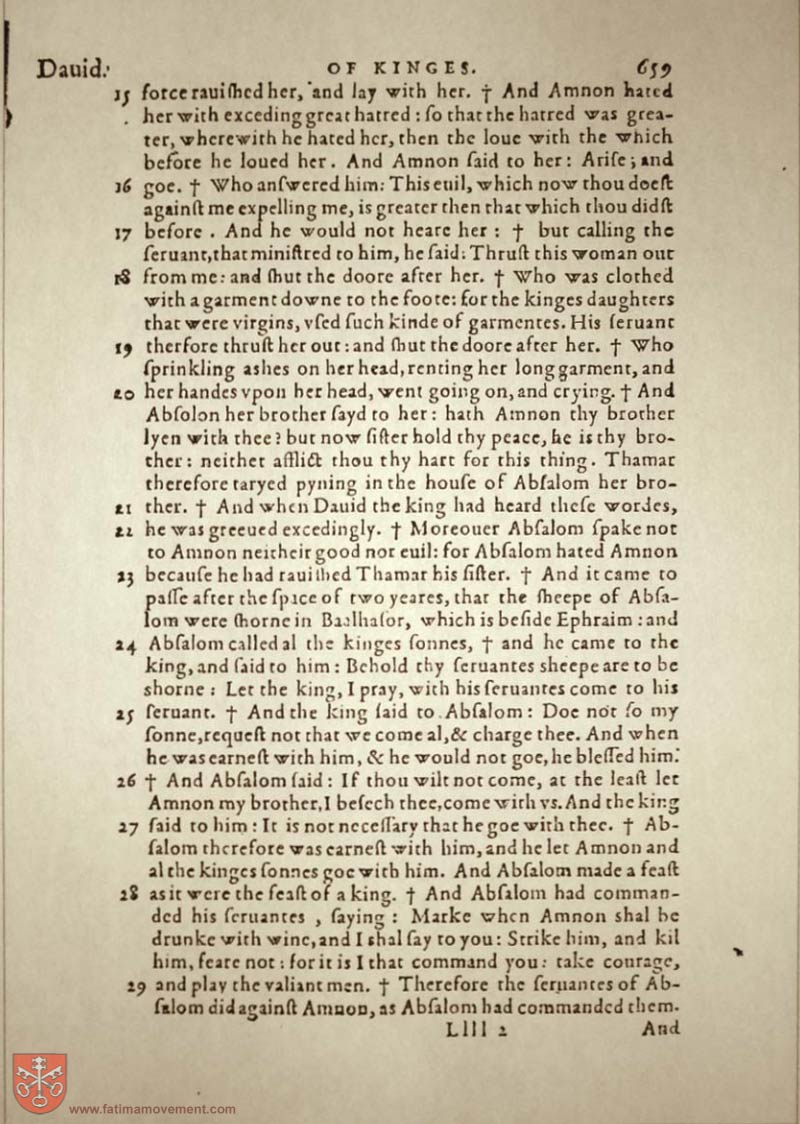 Dauid. OF KINGES. 659
15 force rauiſhed her, and lay with her. † And Amnon hated
her with exceding great hatred : ſo that the hatred was grea-
ter, wherewith he hated her, then the loue with the which
before he loued her. And Amnon ſaid to her: Ariſe ; and
16 goe. † Who anſwered him: This euil, which now thou doeſt
againſt me expelling me, is greater then that which thou didſt
17 before . And he would not heare her : † but calling the
ſeruant, that miniſtred to him, he ſaid: Thruſt this woman out
18 from me: and ſhut the doore after her. † Who was clothed
with a garment downe to the foote: for the kinges daughters
that were virgins, vſed ſuch kinde of garmentes. His ſeruant
19 therfore thruſt her out: and ſhut the doore after her. † Who
ſprinkling ashes on her head, renting her long garment, and
20 her handes vpon her head, went going on, and crying. † And
Abſolon her brother ſayd to her: hath Amnon thy brother
lyen with thee? but now ſiſter hold thy peace, he is thy bro-
ther: neither afflict thou thy hart for this thing. Thamar
therefore taryed pyning in the houſe of Abſalom her bro-
21 ther. † And when Dauid the king had heard theſe wordes,
22 he was greeued excedingly. † Moreouer Abſalom ſpake not
to Amnon neitheir good nor euil: for Abſalom hated Amnon
23 becauſe he had rauiſhed Thamar his ſiſter. † And it came to
paſſe after the ſpace of two yeares, that the ſheepe of Abſa-
lom were ſhorne in Baalhaſor, which is beſide Ephraim : and
24 Abſalom called al the kinges ſonnes, † and he came to the
king, and ſaid to him : Behold thy ſeruantes sheepe are to be
shorne : Let the king, I pray, with his ſeruantes come to his
25 ſeruant. † And the king ſaid to Abſalom : Doe not ſo my
ſonne, requeſt not that we come al, & charge thee. And when
he was earneſt with him, & he would not goe, he bleſſed him.
26 † And Abſalom ſaid : If thou wilt not come, at the leaſt let
Amnon my brother, I beſech thee, come with vs. And the king
27 ſaid to him : It is not neceſſary that he goe with thee. † Ab-
ſalom therefore was earneſt with him, and he let Amnon and
al the kinges ſonnes goe with him. And Abſalom made a feaſt
28 as it were the feaſt of a king. † And Abſalom had comman-
ded his ſeruantes , ſaying : Marke when Amnon shal be
drunke with wine, and I shal ſay to you: Strike him, and kil
him, feare not : for it is I that command you: take courage,
29 and play the valiant men. † Therefore the ſeruantes of Ab-
ſalom did againſt Amnon, as Abſalom had commanded them.
Llll 2 And
www.fatimamovement.com